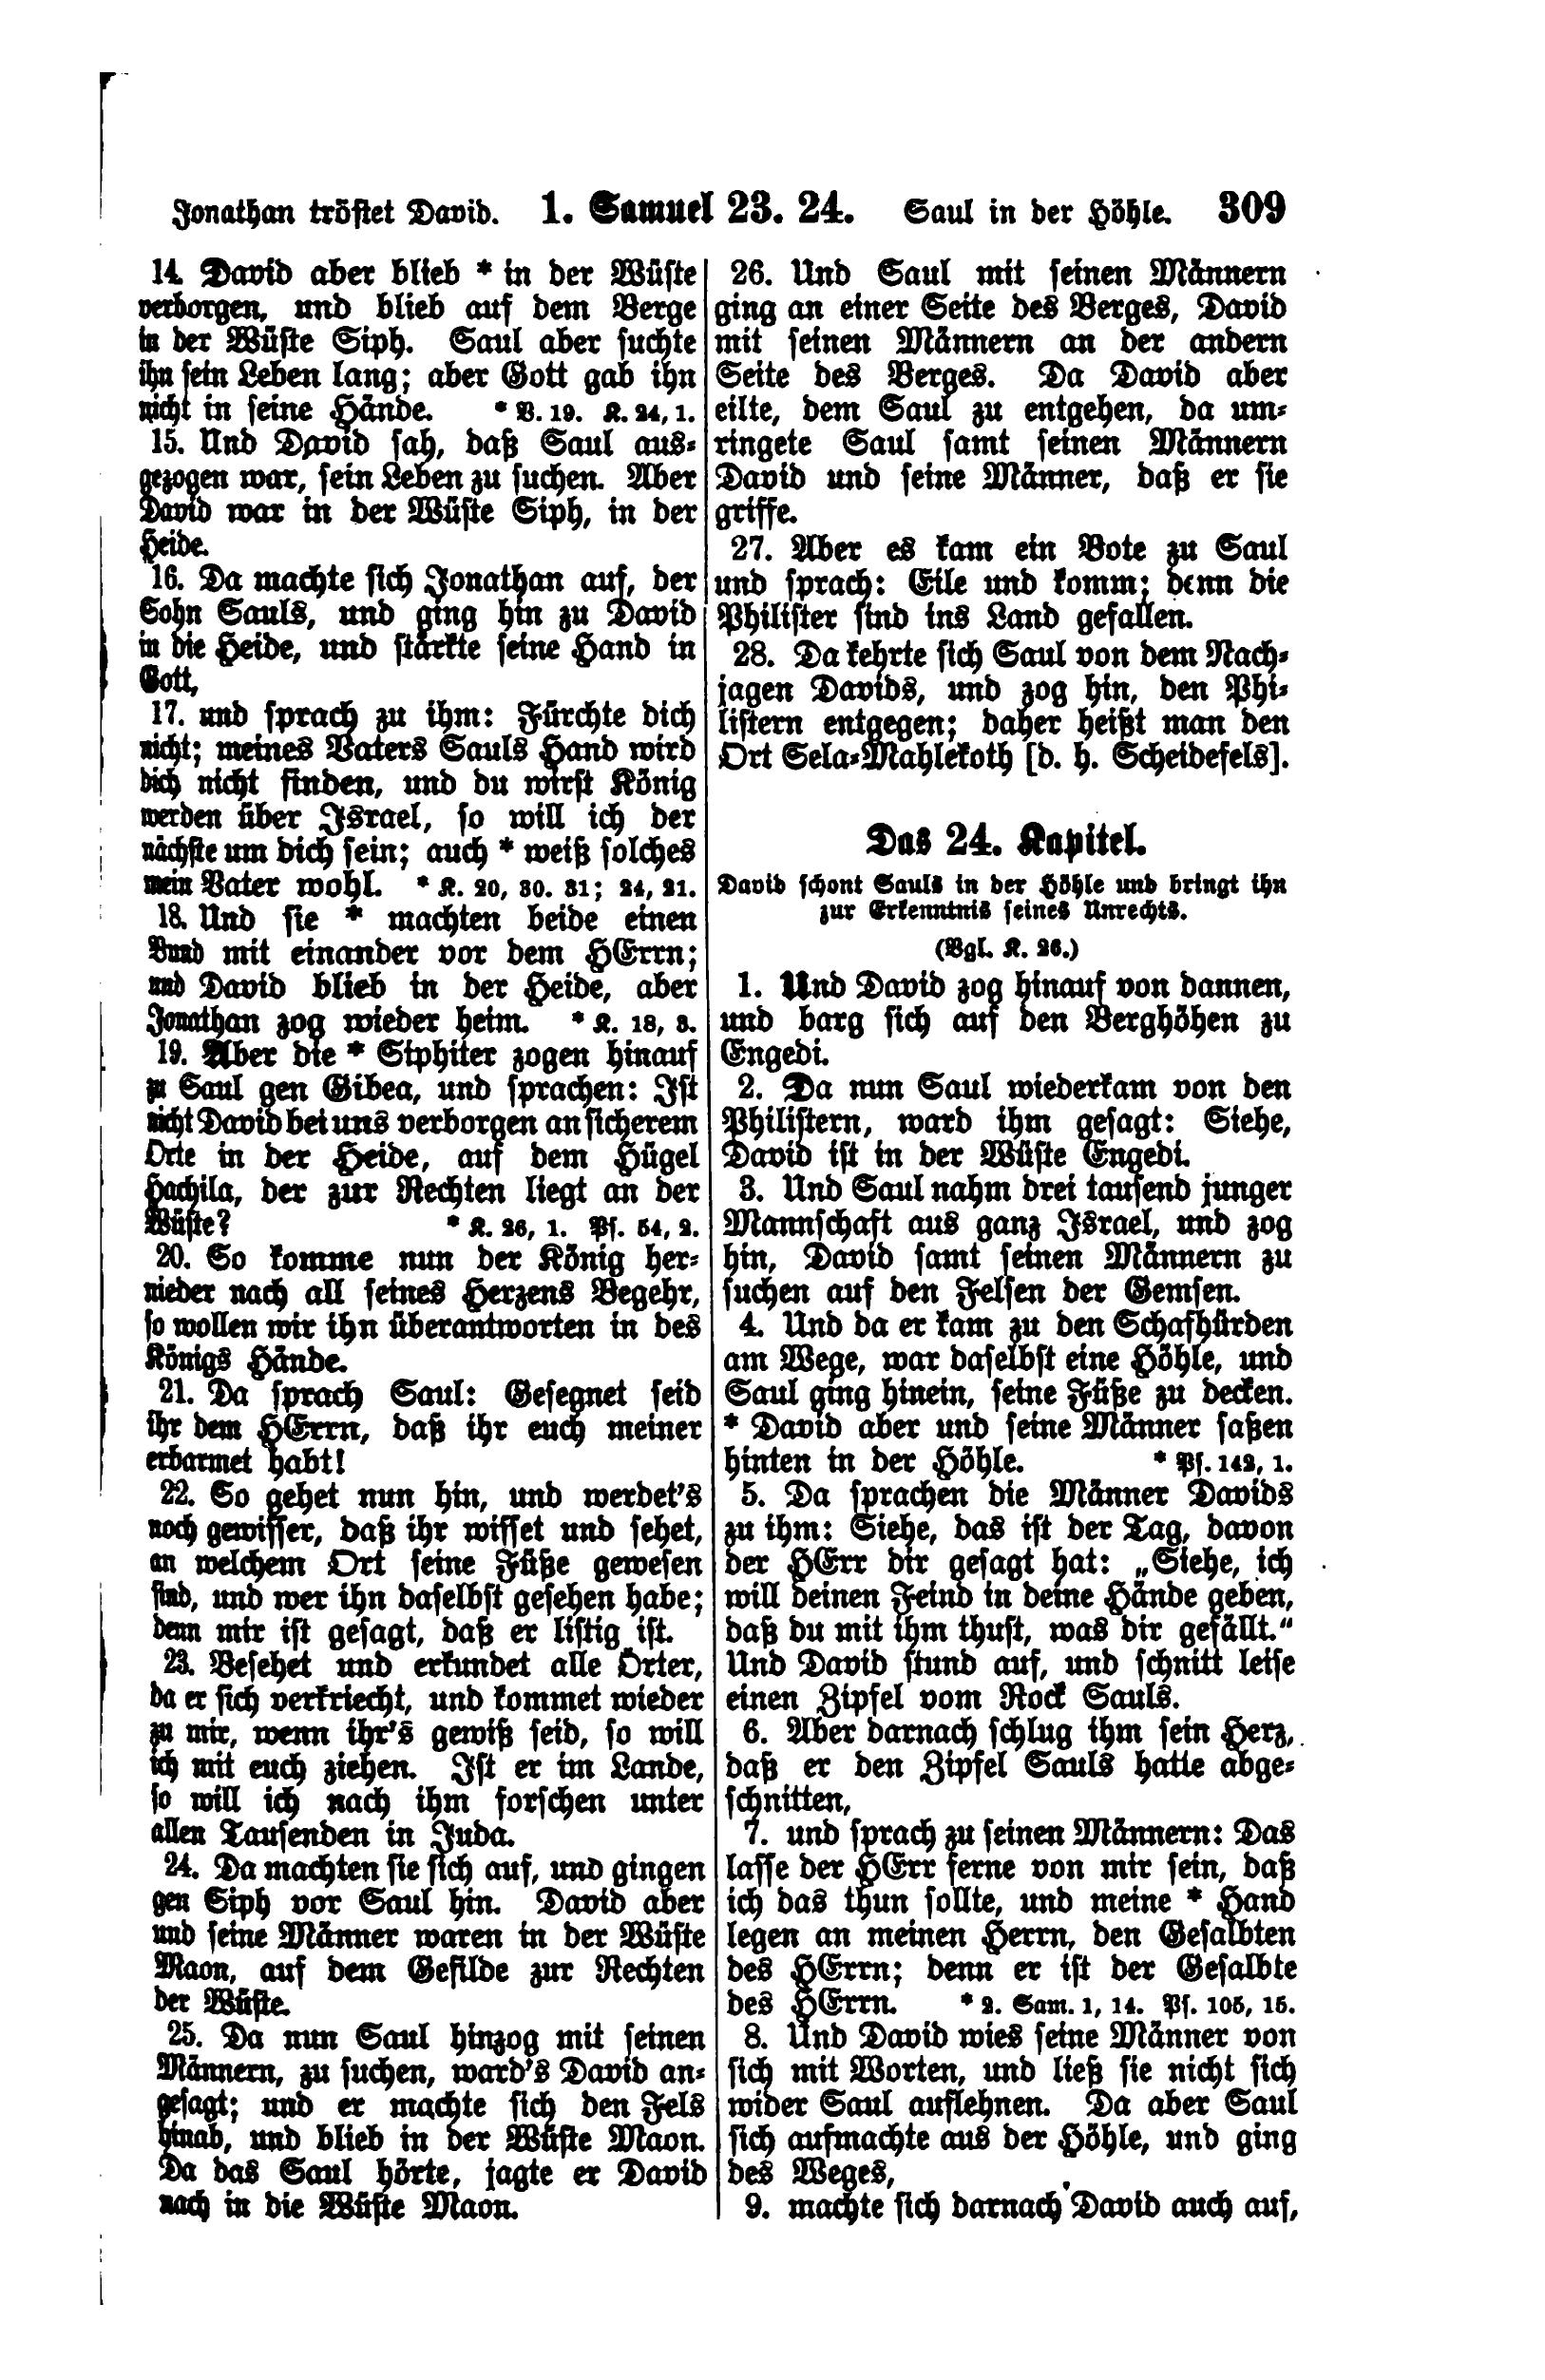 Jonathan tröstet David. 1. Samuel 23. 24. Saul in der Höhle. 309
14. David aber blieb * in der Wüste
verborgen, und blieb auf dem Berge
in der Wüste Siph. Saul aber suchte
ihn sein Leben lang; aber Gott gab ihn
nicht in seine Hände. * V. 19. K. 24, 1.
15. Und David sah, daß Saul aus-
gezogen war, sein Leben zu suchen. Aber
David war in der Wüste Siph, in der
Heide.
16. Da machte sich Jonathan auf, der
Sohn Sauls, und ging hin zu David
in die Heide, und stärkte seine Hand in
Gott,
17. und sprach zu ihm: Fürchte dich
nicht; meines Vaters Sauls Hand wird
dich nicht finden, und du wirst König
werden über Israel, so will ich der
nächste um dich sein; auch * weiß solches
mein Vater wohl. * K. 20, 30. 31; 24, 21.
18. Und sie * machten beide einen
Bund mit einander vor dem HErrn;
und David blieb in der Heide, aber
Jonathan zog wieder heim. * K. 18, 3.
19. Aber die * Siphiter zogen hinauf
zu Saul gen Gibea, und sprachen: Ist
nicht David bei uns verborgen an sicherem
Orte in der Heide, auf dem Hügel
Hachila, der zur Rechten liegt an der
Wüste? * K. 26, 1. Ps. 54, 2.
20. So komme nun der König her-
nieder nach all seines Herzens Begehr,
so wollen wir ihn überantworten in des
Königs Hände.
21. Da sprach Saul: Gesegnet seid
ihr dem HErrn, daß ihr euch meiner
erbarmet habt!
22. So gehet nun hin, und werdet's
noch gewisser, daß ihr wisset und sehet,
an welchem Ort seine Füße gewesen
sind, und wer ihn daselbst gesehen habe;
denn mir ist gesagt, daß er listig ist.
23. Besehet und erkundet alle Örter,
da er sich verkriecht, und kommet wieder
zu mir, wenn ihr's gewiß seid, so will
ich mit euch ziehen. Ist er im Lande,
so will ich nach ihm forschen unter
allen Tausenden in Juda.
24. Da machten sie sich auf, und gingen
gen Siph vor Saul hin. David aber
und seine Männer waren in der Wüste
Maon, auf dem Gefilde zur Rechten
der Wüste.
25. Da nun Saul hinzog mit seinen
Männern, zu suchen, ward's David an-
gesagt; und er machte sich den Fels
hinab, und blieb in der Wüste Maon.
Da das Saul hörte, jagte er David
nach in die Wüste Maon.
26. Und Saul mit seinen Männern
ging an einer Seite des Berges, David
mit seinen Männern an der andern
Seite des Berges. Da David aber
eilte, dem Saul zu entgehen, da um-
ringete Saul samt seinen Männern
David und seine Männer, daß er sie
griffe.
27. Aber es kam ein Bote zu Saul
und sprach: Eile und komm; denn die
Philister sind ins Land gefallen.
28. Da kehrte sich Saul von dem Nach-
jagen Davids, und zog hin, den Phi-
listern entgegen; daher heißt man den
Ort Sela-Mahlekoth [d. h. Scheidefels].
Das 24. Kapitel.
David schont Sauls in der Höhle und bringt ihn
zur Erkenntnis seines Unrechts.
(Vgl. K. 26.)
1. Und David zog hinauf von dannen,
und barg sich auf den Berghöhen zu
Engedi.
2. Da nun Saul wiederkam von den
Philistern, ward ihm gesagt: Siehe,
David ist in der Wüste Engedi.
3. Und Saul nahm drei tausend junger
Mannschaft aus ganz Israel, und zog
hin, David samt seinen Männern zu
suchen auf den Felsen der Gemsen.
4. Und da er kam zu den Schafhürden
am Wege, war daselbst eine Höhle, und
Saul ging hinein, seine Füße zu decken.
* David aber und seine Männer saßen
hinten in der Höhle. * Ps. 142, 1.
5. Da sprachen die Männer Davids
zu ihm: Siehe, das ist der Tag, davon
der HErr dir gesagt hat: „Siehe, ich
will deinen Feind in deine Hände geben,
daß du mit ihm thust, was dir gefällt.“
Und David stund auf, und schnitt leise
einen Zipfel vom Rock Sauls.
6. Aber darnach schlug ihm sein Herz,
daß er den Zipfel Sauls hatte abge-
schnitten,
7. und sprach zu seinen Männern: Das
lasse der HErr ferne von mir sein, daß
ich das thun sollte, und meine * Hand
legen an meinen Herrn, den Gesalbten
des HErrn; denn er ist der Gesalbte
des HErrn. * 2. Sam. 1, 14. Ps. 105, 15.
8. Und David wies seine Männer von
sich mit Worten, und ließ sie nicht sich
wider Saul auflehnen. Da aber Saul
sich aufmachte aus der Höhle, und ging
des Weges,
9. machte sich darnach David auch auf,